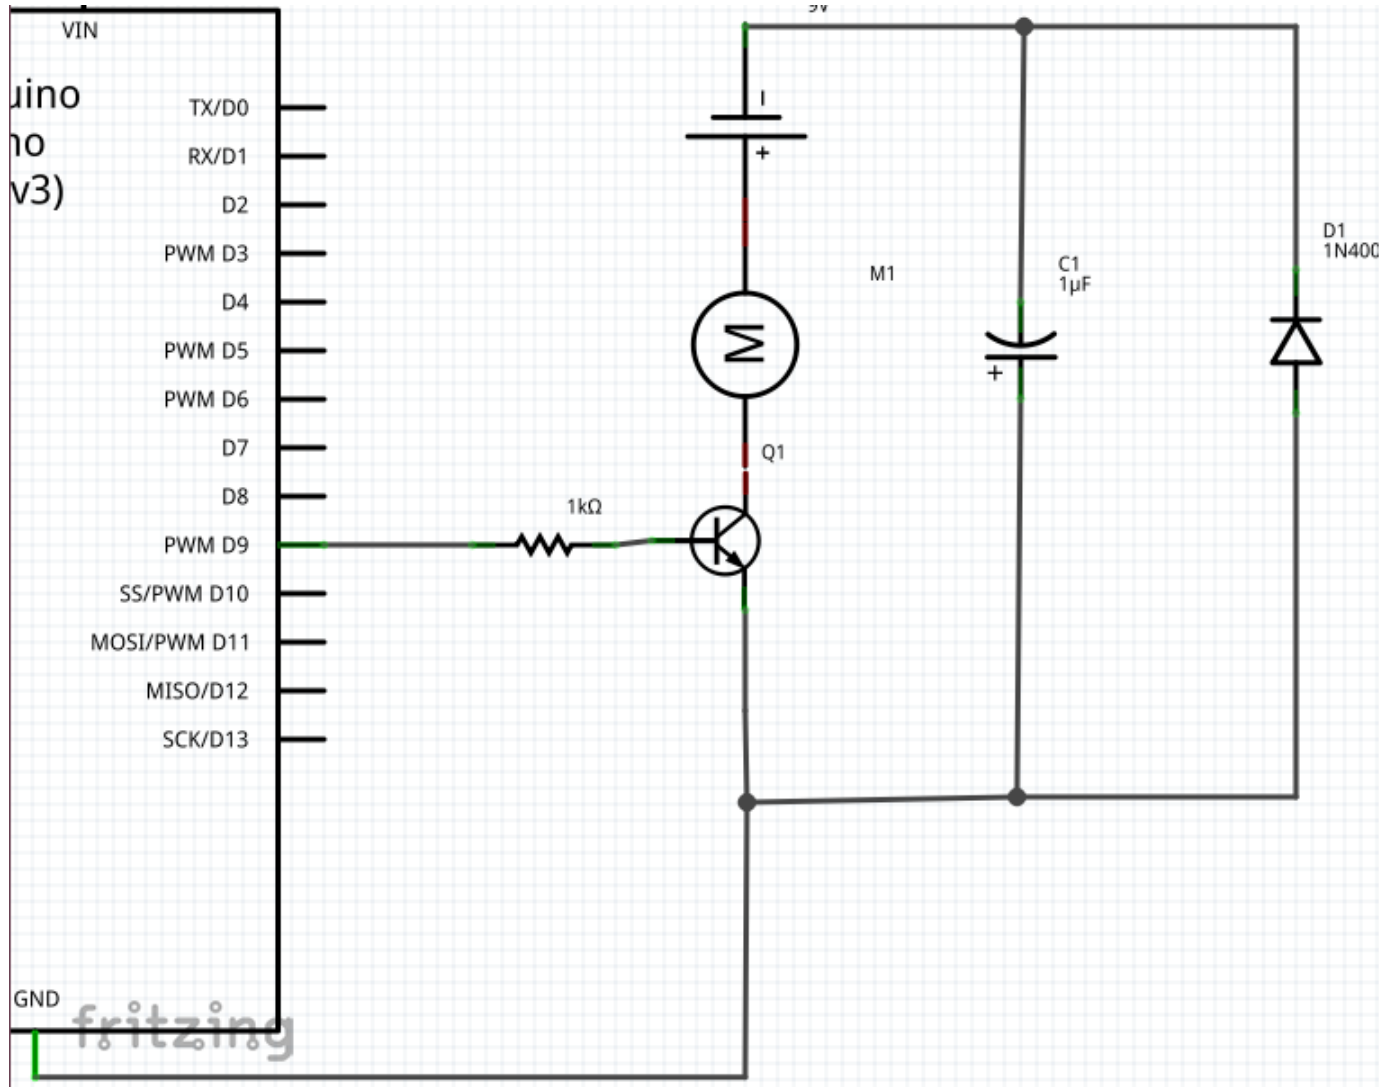 VIN
9V
uino
no
v3)
TX/D0
RX/D1
D2
PWM D3
D4
PWM D5
PWM D6
D7
D8
PWM D9
SS/PWM D10
MOSI/PWM D11
MISO/D12
SCK/D13
GND
+
M
M1
Q1
1kΩ
C1
1µF
+
D1
1N400
fritzing